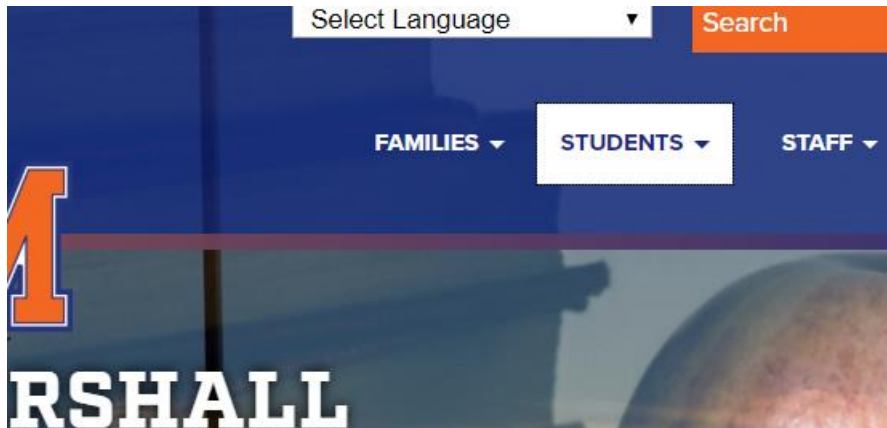 Select Language
Search
FAMILIES STUDENTS STAFF
M
RSHALL